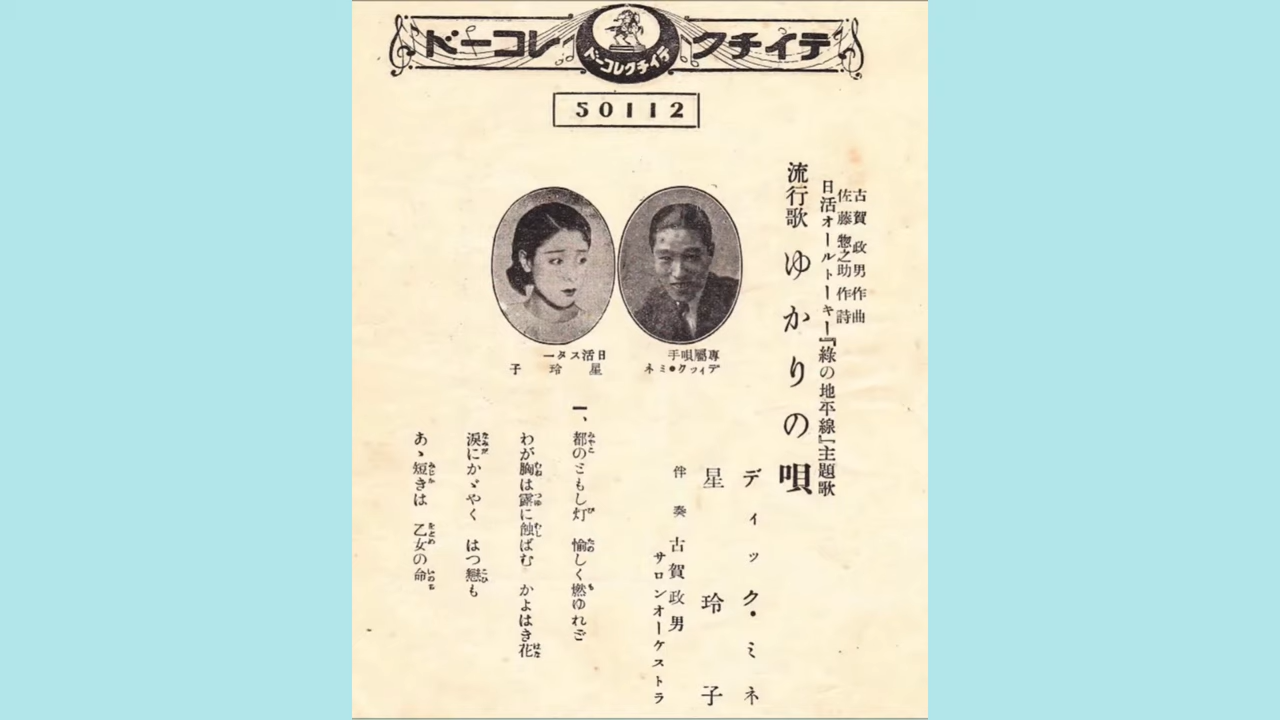 テイチクレコード
テイチクレコード
50112
古賀政男作曲
佐藤惣之助作詩
日活オールトーキー『綠の地平線』主題歌
流行歌 ゆかりの唄
ディック・ミネ
星玲子
伴奏 古賀政男
サロンオーケストラ
專屬唄手
ディック・ミネ
日活スター
星玲子
一、
都のともし灯 愉しく燃ゆれど
わが胸は露に蝕ばむ かよはき花
淚にかゞやく はつ戀も
あゝ短きは 乙女の命